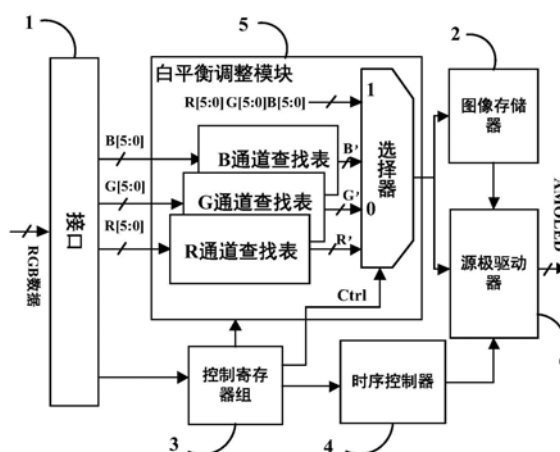 1
5
2
白平衡调整模块
R[5:0]G[5:0]B[5:0]
1
图像存储
器
B[5:0]
B通道查找表
B'
选择器
G[5:0]
G通道查找表
G'
0
接口
R[5:0]
R通道查找表
R'
源极驱动
器
AMOLED
RGB数据
Ctrl
控制寄存
器组
时序控制器
3
4